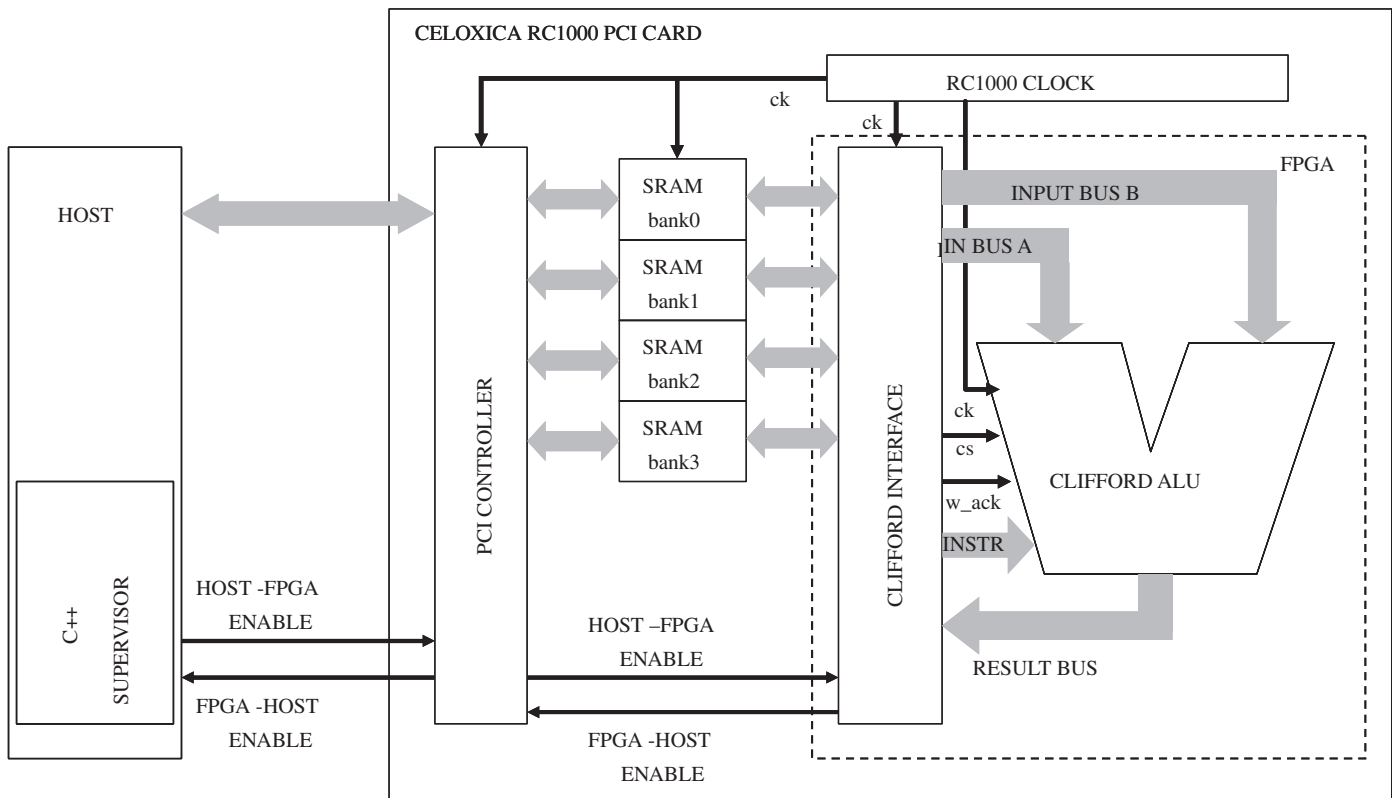 CELOXICA RC1000 PCI CARD
RC1000 CLOCK
ck
ck
FPGA
HOST
SRAM
bank0
SRAM
bank1
SRAM
bank2
SRAM
bank3
INPUT BUS B
IN BUS A
PCI CONTROLLER
CLIFFORD INTERFACE
ck
cs
w_ack
INSTR
CLIFFORD ALU
RESULT BUS
C++
SUPERVISOR
HOST -FPGA
ENABLE
FPGA -HOST
ENABLE
HOST –FPGA
ENABLE
FPGA -HOST
ENABLE